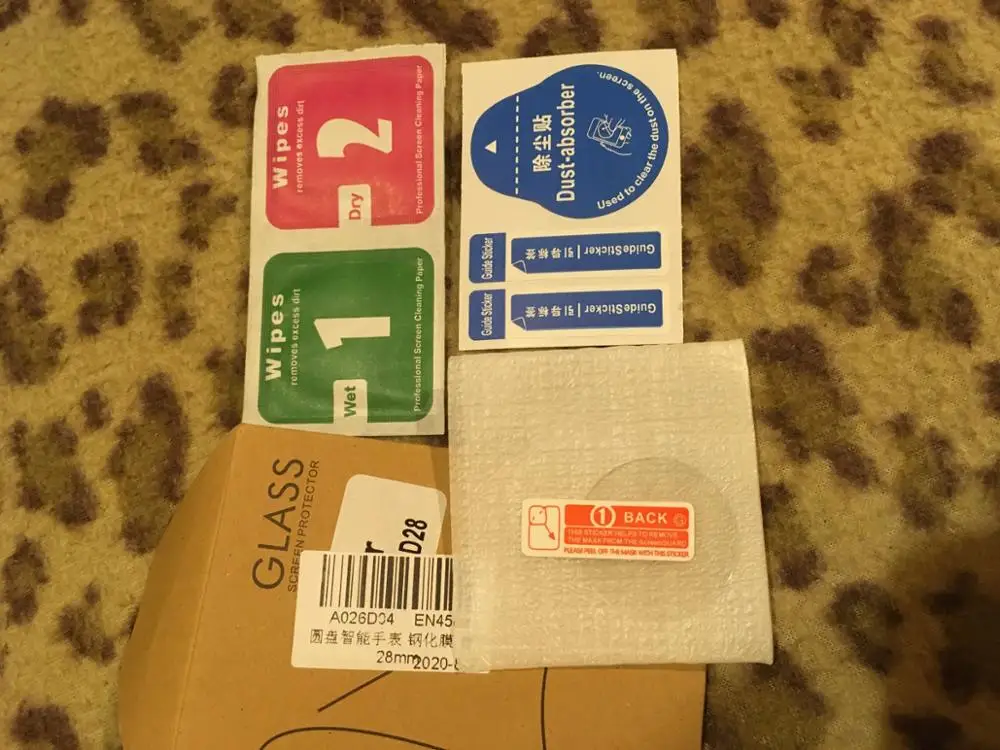 Wipes
removes excess dirt
2
Dry
Professional Screen Cleaning Paper
Wipes
removes excess dirt
1
Wet
Professional Screen Cleaning Paper
除尘贴
Dust-absorber
Used to clear the dust on the screen.
Guide Sticker
引导标签 | GuideSticker
Guide Sticker
引导标签 | GuideSticker
GLASS
SCREEN PROTECTOR
D28
A026D04 EN45
圆盘智能手表 钢化膜
28mm
2020-
1 BACK
THIS STICKER HELPS TO REMOVE
THE MASK FROM THE ScreenGUARD
PLEASE PEEL OFF THE MASK WITH THIS STICKER